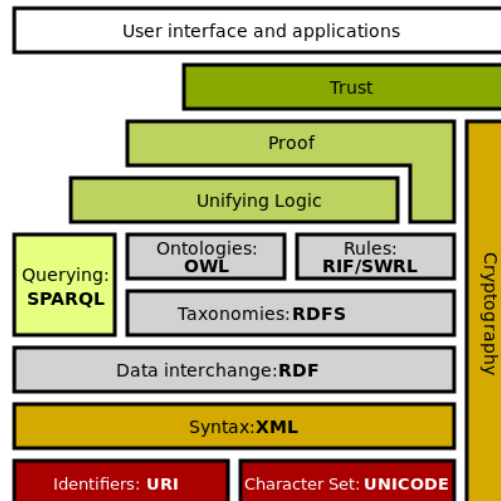 User interface and applications
Trust
Proof
Unifying Logic
Ontologies:
OWL
Rules:
RIF/SWRL
Querying:
SPARQL
Taxonomies:RDFS
Data interchange:RDF
Syntax:XML
Identifiers: URI
Character Set: UNICODE
Cryptography